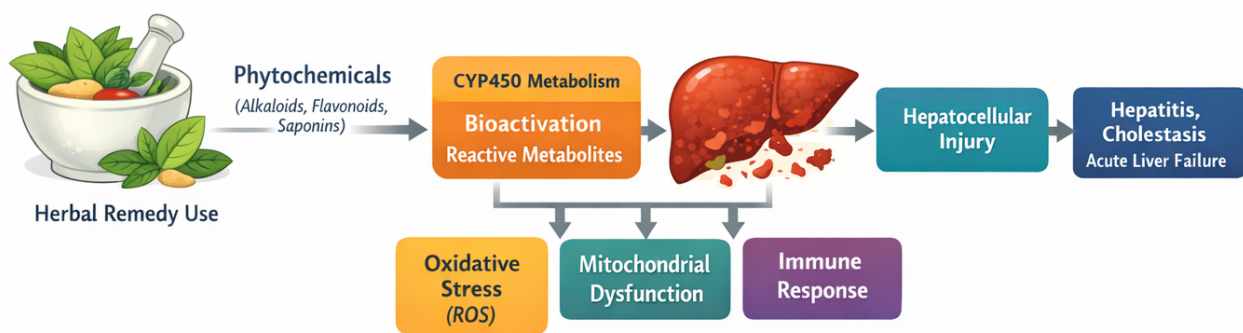 Herbal Remedy Use
Phytochemicals
(Alkaloids, Flavonoids,
Saponins)
CYP450 Metabolism
Bioactivation
Reactive Metabolites
Hepatocellular
Injury
Hepatitis,
Cholestasis
Acute Liver Failure
Oxidative
Stress
(ROS)
Mitochondrial
Dysfunction
Immune
Response